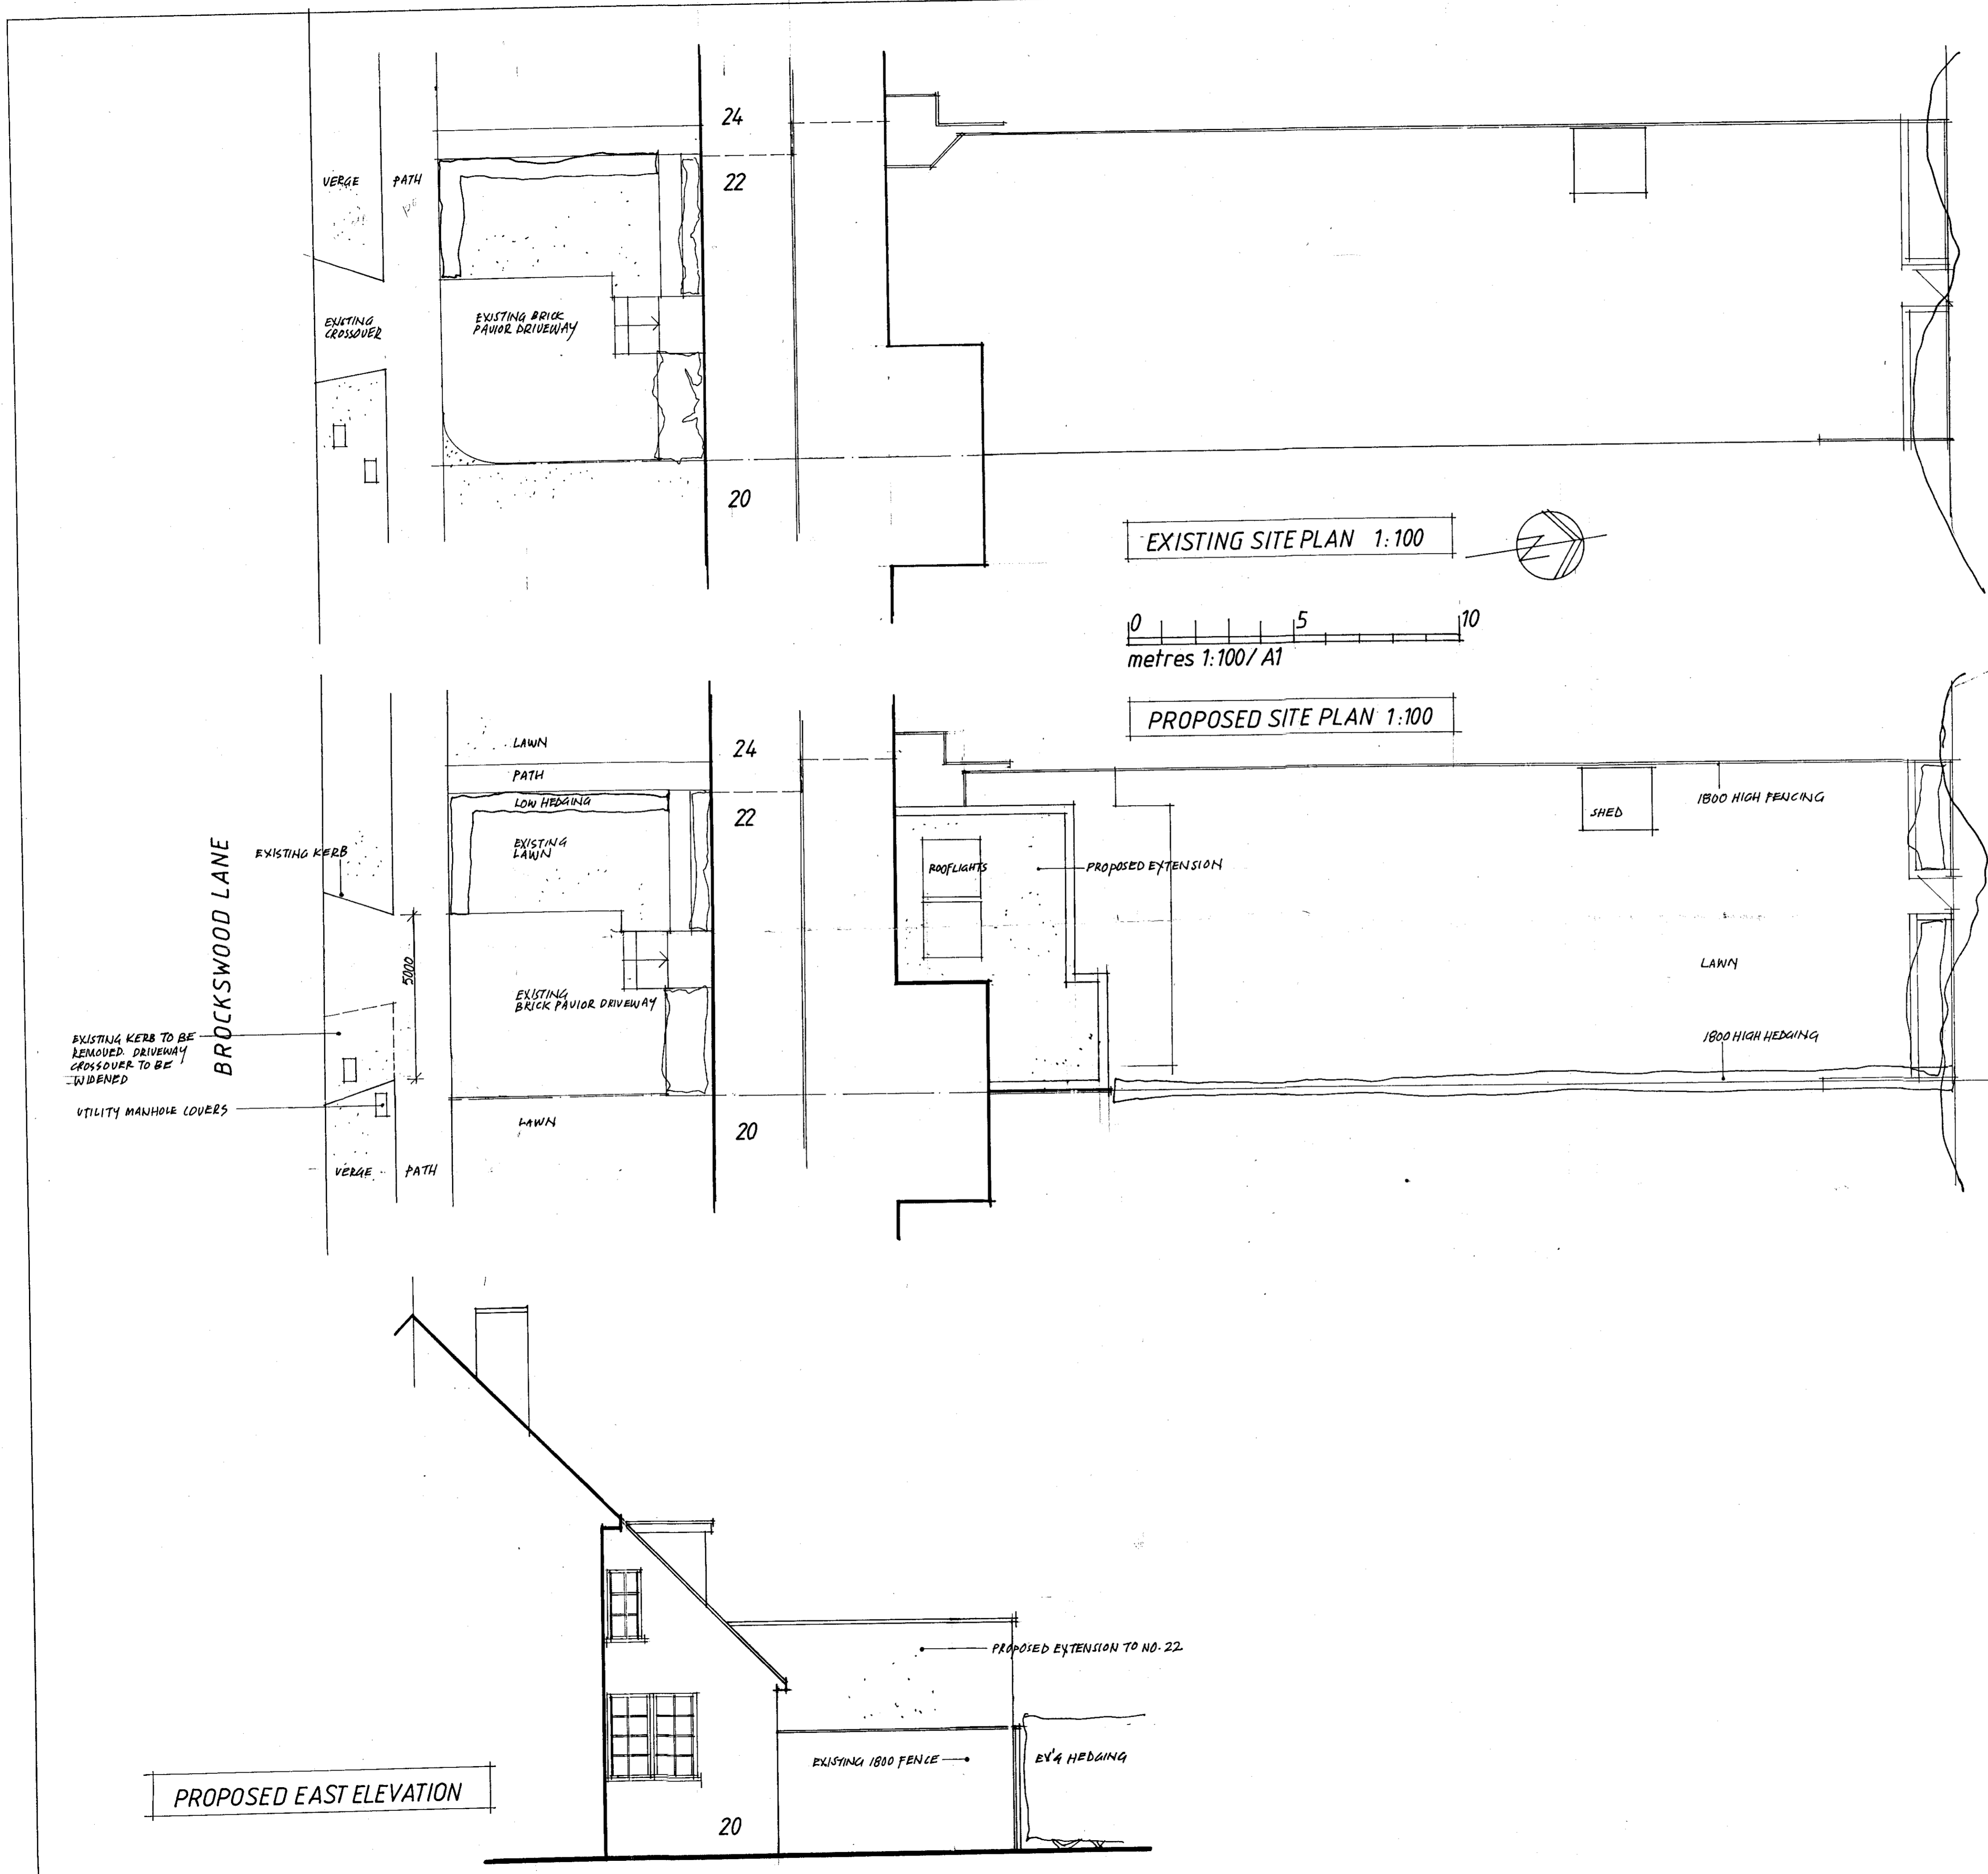 24
22
VERGE
PATH
EXISTING
CROSSOVER
EXISTING BRICK
PAVIOR DRIVEWAY
20
EXISTING SITE PLAN 1:100
N
0 5 10
metres 1:100/ A1
PROPOSED SITE PLAN 1:100
LAWN
PATH
LOW HEDGING
24
22
EXISTING
LAWN
EXISTING KERB
BROCKSWOOD LANE
ROOFLIGHTS
PROPOSED EXTENSION
SHED
1800 HIGH FENCING
5000
EXISTING
BRICK PAVIOR DRIVEWAY
LAWN
1800 HIGH HEDGING
EXISTING KERB TO BE
REMOVED. DRIVEWAY
CROSSOVER TO BE
WIDENED
UTILITY MANHOLE COVERS
LAWN
20
VERGE
PATH
PROPOSED EXTENSION TO NO. 22
EXISTING 1800 FENCE
EX'G HEDGING
PROPOSED EAST ELEVATION
20